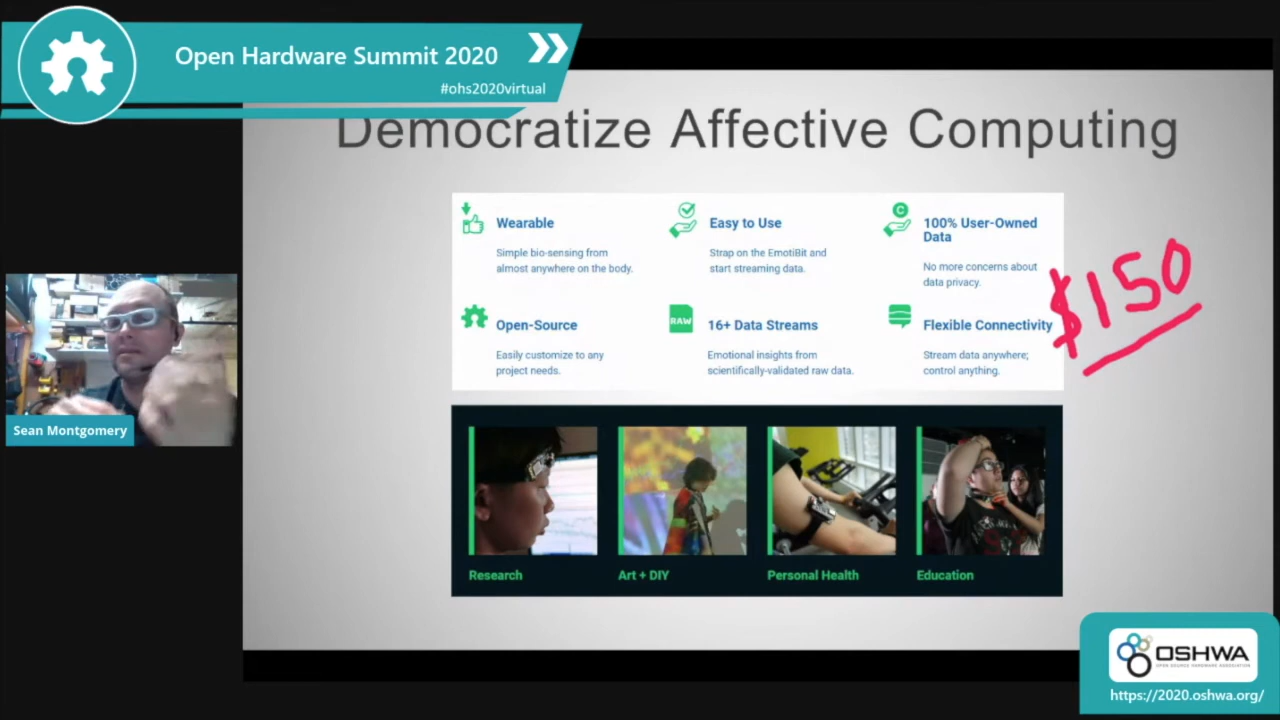 Open Hardware Summit 2020
#ohs2020virtual
Democratize Affective Computing
Wearable
Simple bio-sensing from
almost anywhere on the body.
Easy to Use
Strap on the EmotiBit and
start streaming data.
C
100% User-Owned
Data
No more concerns about
data privacy.
$150
Open-Source
Easily customize to any
project needs.
RAW
16+ Data Streams
Emotional insights from
scientifically-validated raw data.
Flexible Connectivity
Stream data anywhere;
control anything.
Sean Montgomery
Research
Art + DIY
Personal Health
Education
OSHWA
OPEN SOURCE HARDWARE ASSOCIATION
https://2020.oshwa.org/